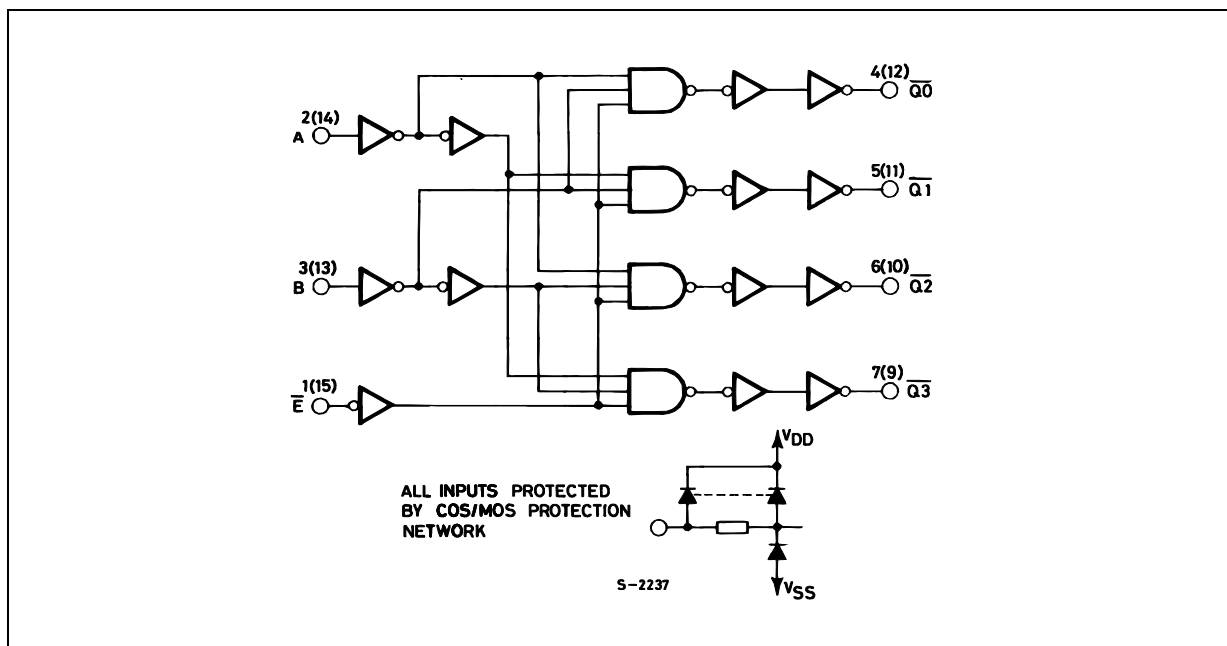 4(12)
Q0
2(14)
A
5(11)
Q1
3(13)
B
6(10)
Q2
1(15)
E
7(9)
Q3
VDD
ALL INPUTS PROTECTED
BY COS/MOS PROTECTION
NETWORK
S-2237
VSS